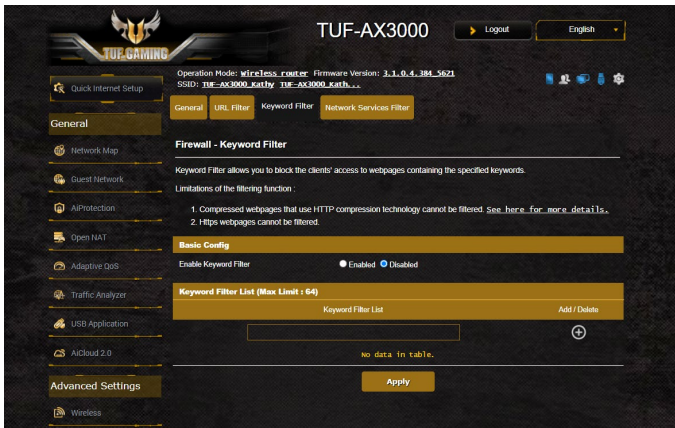 TUF GAMING
TUF-AX3000
Logout
English
Quick Internet Setup
Operation Mode: Wireless router Firmware Version: 3.1.0.4.384_5621
SSID: TUF-AX3000_Kathy TUF-AX3000_Kath...
General
URL Filter
Keyword Filter
Network Services Filter
General
Network Map
Guest Network
AiProtection
Open NAT
Adaptive QoS
Traffic Analyzer
USB Application
AiCloud 2.0
Advanced Settings
Wireless
Firewall - Keyword Filter
Keyword Filter allows you to block the clients' access to webpages containing the specified keywords.
Limitations of the filtering function :
1. Compressed webpages that use HTTP compression technology cannot be filtered. See here for more details.
2. Https webpages cannot be filtered.
Basic Config
Enable Keyword Filter
Enabled Disabled
Keyword Filter List (Max Limit : 64)
Keyword Filter List
Add / Delete
No data in table.
Apply